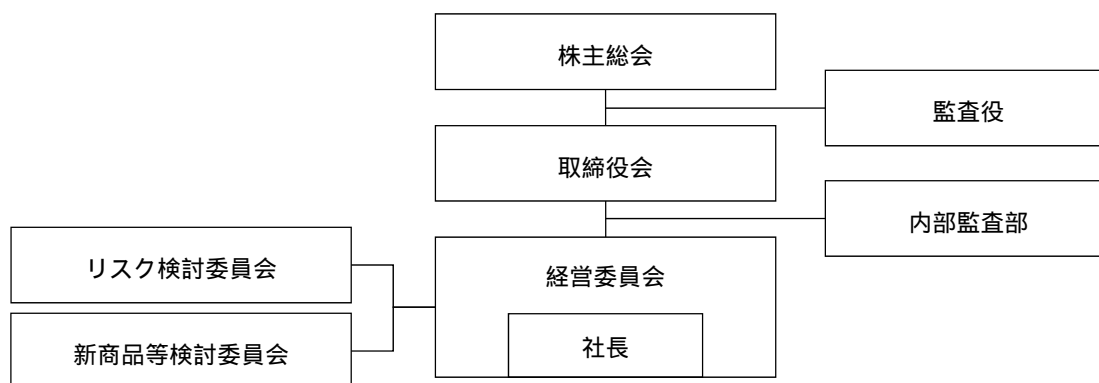 株主総会
監査役
取締役会
内部監査部
リスク検討委員会
経営委員会
新商品等検討委員会
社長